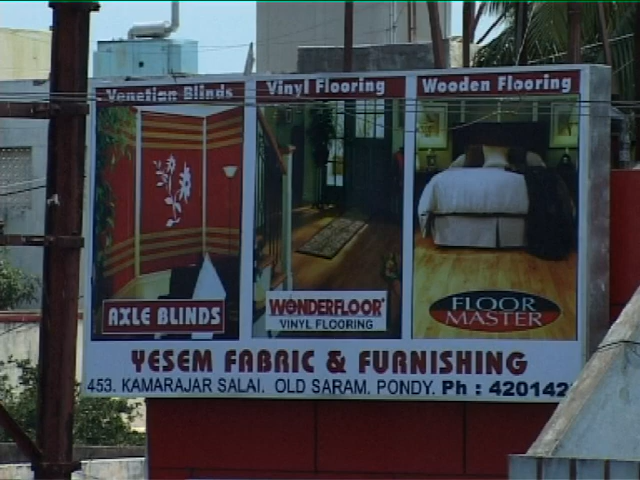 Venetian Blinds
Vinyl Flooring
Wooden Flooring
AXLE BLINDS
WONDERFLOOR
VINYL FLOORING
FLOOR
MASTER
YESEM FABRIC & FURNISHING
453. KAMARAJAR SALAI. OLD SARAM. PONDY. Ph : 420142